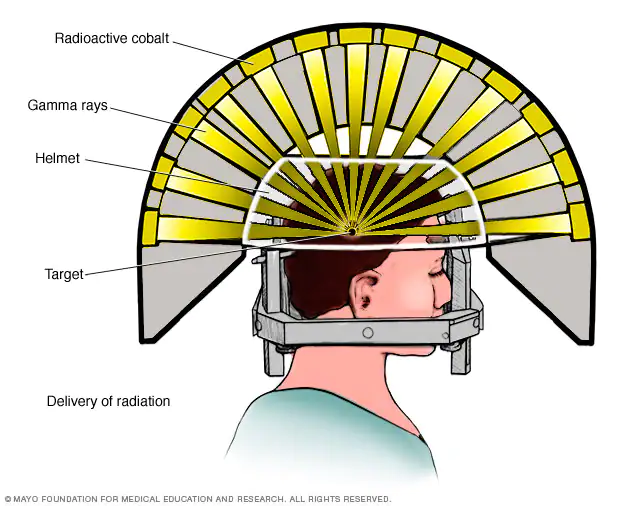 Radioactive cobalt
Gamma rays
Helmet
Target
Delivery of radiation
© MAYO FOUNDATION FOR MEDICAL EDUCATION AND RESEARCH. ALL RIGHTS RESERVED.